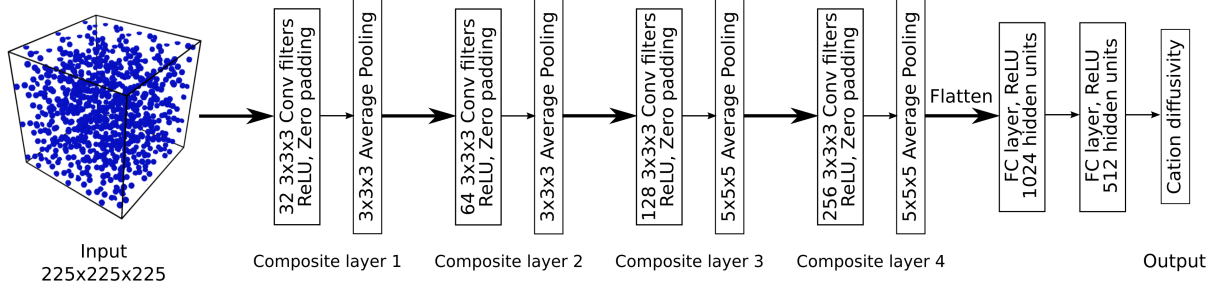 Input
225x225x225
32 3x3x3 Conv filters
ReLU, Zero padding
3x3x3 Average Pooling
Composite layer 1
64 3x3x3 Conv filters
ReLU, Zero padding
3x3x3 Average Pooling
Composite layer 2
128 3x3x3 Conv filters
ReLU, Zero padding
5x5x5 Average Pooling
Composite layer 3
256 3x3x3 Conv filters
ReLU, Zero padding
5x5x5 Average Pooling
Composite layer 4
Flatten
FC layer, ReLU
1024 hidden units
FC layer, ReLU
512 hidden units
Cation diffusivity
Output